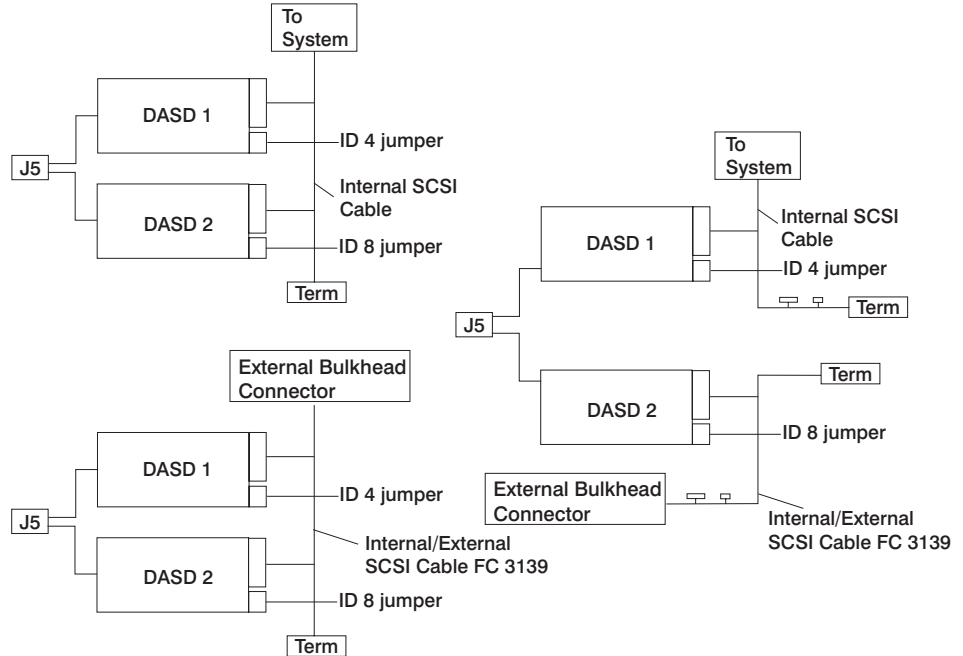 To
System
DASD 1
ID 4 jumper
J5
Internal SCSI
Cable
DASD 2
ID 8 jumper
Term
External Bulkhead
Connector
DASD 1
ID 4 jumper
J5
Internal/External
SCSI Cable FC 3139
DASD 2
ID 8 jumper
Term
To
System
Internal SCSI
Cable
DASD 1
ID 4 jumper
Term
J5
Term
DASD 2
ID 8 jumper
External Bulkhead
Connector
Internal/External
SCSI Cable FC 3139